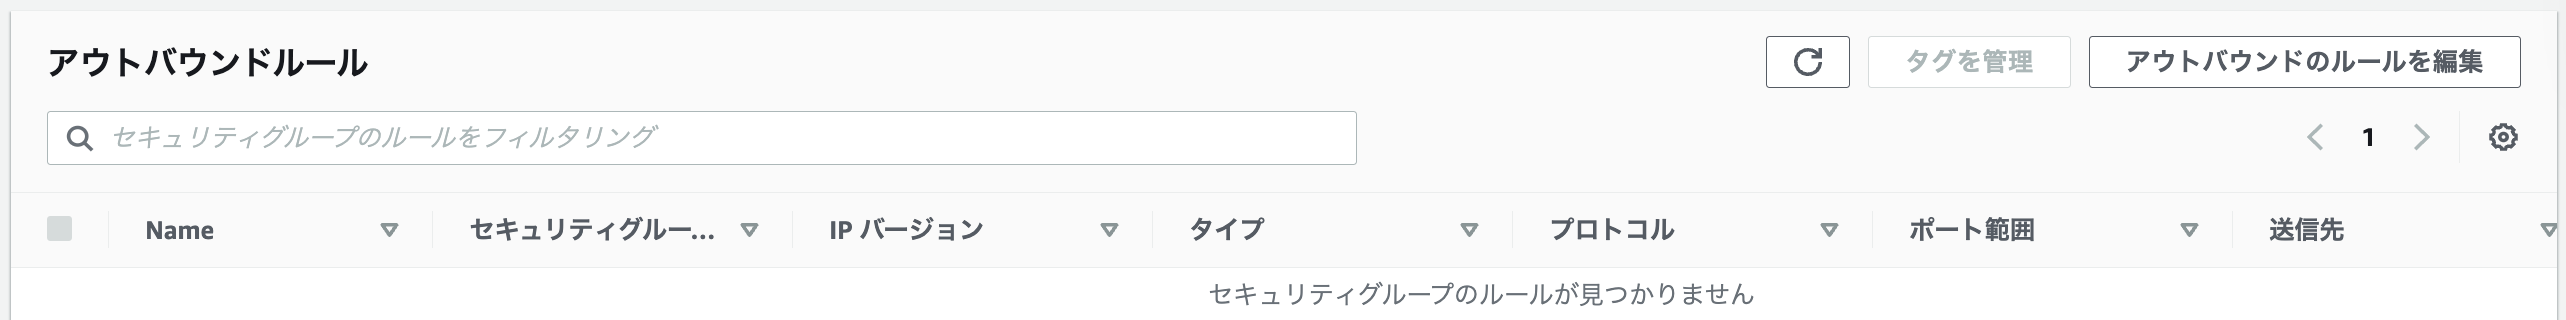 アウトバウンドルール
タグを管理
アウトバウンドのルールを編集
セキュリティグループのルールをフィルタリング
1
Name
セキュリティグルー...
IP バージョン
タイプ
プロトコル
ポート範囲
送信先
セキュリティグループのルールが見つかりません